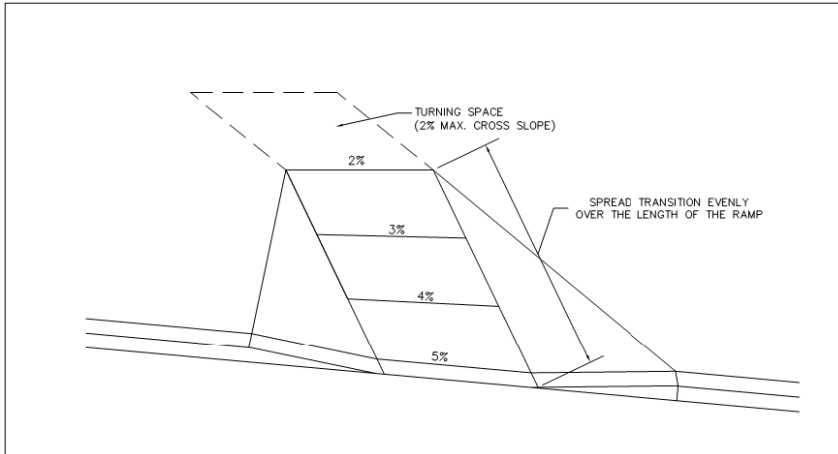 TURNING SPACE
(2% MAX. CROSS SLOPE)
2%
SPREAD TRANSITION EVENLY
OVER THE LENGTH OF THE RAMP
3%
4%
5%